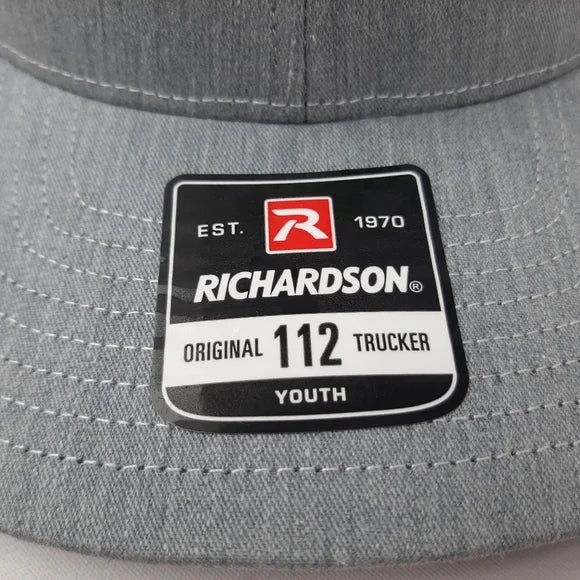 EST. R 1970
RICHARDSON®
ORIGINAL 112 TRUCKER
YOUTH